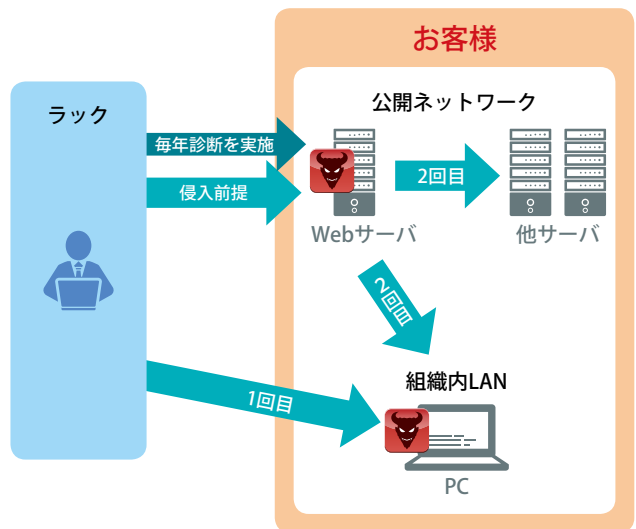 お客様
ラック
公開ネットワーク
毎年診断を実施
侵入前提
2回目
Webサーバ
他サーバ
2回目
組織内LAN
1回目
PC